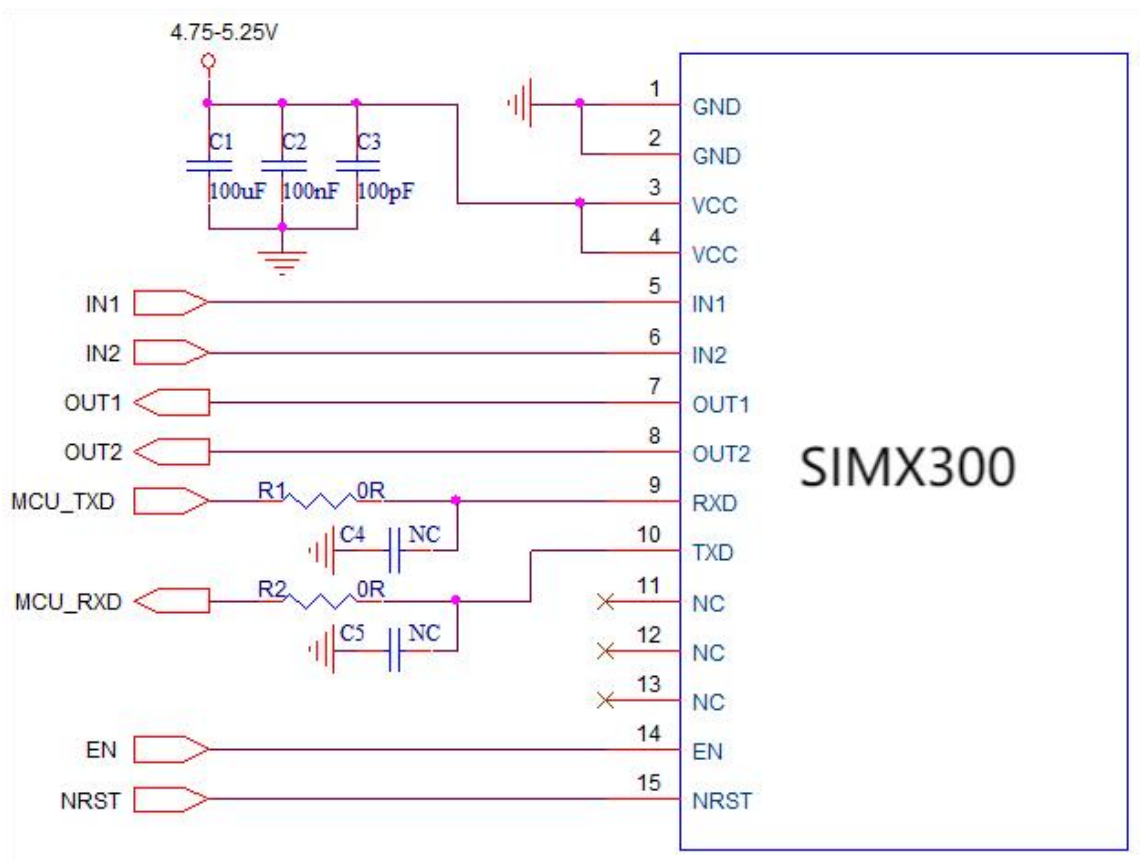 4.75-5.25V
C1 C2 C3
100uF 100nF 100pF
1 GND
2 GND
3 VCC
4 VCC
IN1 5 IN1
IN2 6 IN2
OUT1 7 OUT1
OUT2 8 OUT2
SIMX300
MCU_TXD R1 0R 9 RXD
C4 NC 10 TXD
MCU_RXD R2 0R 11 NC
C5 NC 12 NC
13 NC
EN 14 EN
NRST 15 NRST